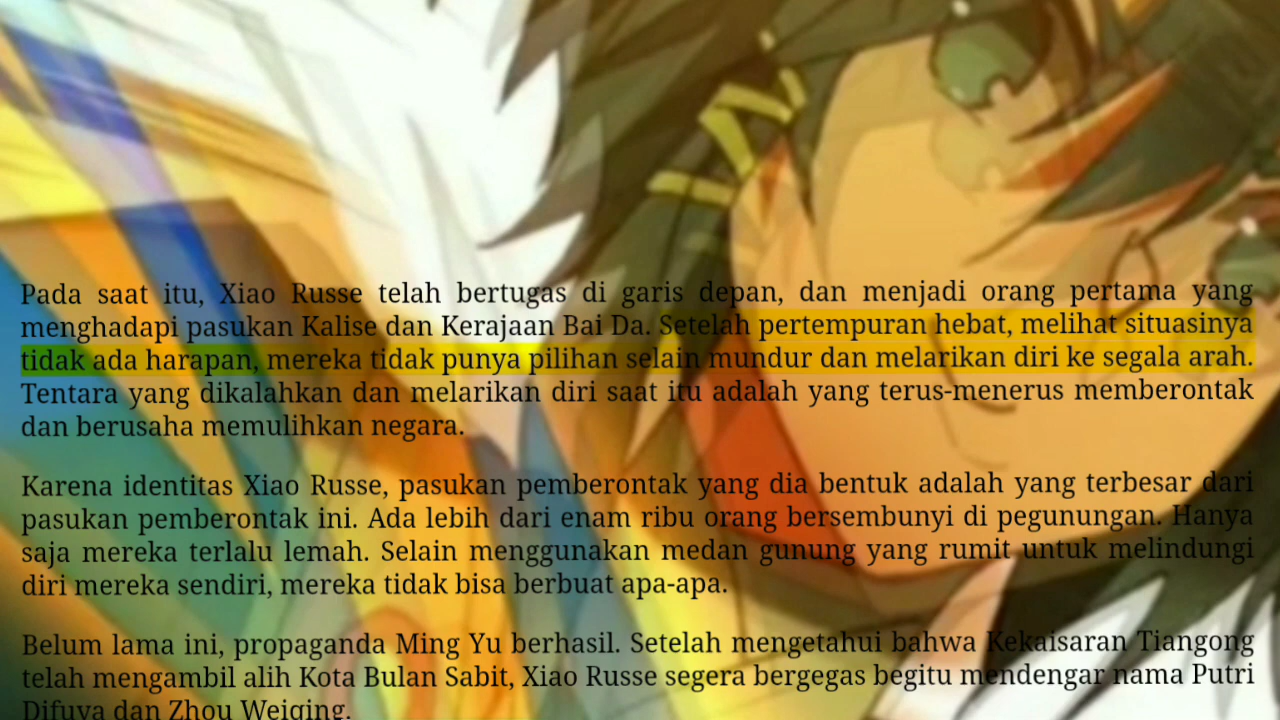 Pada saat itu, Xiao Russe telah bertugas di garis depan, dan menjadi orang pertama yang
menghadapi pasukan Kalise dan Kerajaan Bai Da. Setelah pertempuran hebat, melihat situasinya
tidak ada harapan, mereka tidak punya pilihan selain mundur dan melarikan diri ke segala arah.
Tentara yang dikalahkan dan melarikan diri saat itu adalah yang terus-menerus memberontak
dan berusaha memulihkan negara.
Karena identitas Xiao Russe, pasukan pemberontak yang dia bentuk adalah yang terbesar dari
pasukan pemberontak ini. Ada lebih dari enam ribu orang bersembunyi di pegunungan. Hanya
saja mereka terlalu lemah. Selain menggunakan medan gunung yang rumit untuk melindungi
diri mereka sendiri, mereka tidak bisa berbuat apa-apa.
Belum lama ini, propaganda Ming Yu berhasil. Setelah mengetahui bahwa Kekaisaran Tiangong
telah mengambil alih Kota Bulan Sabit, Xiao Russe segera bergegas begitu mendengar nama Putri
Difuya dan Zhou Weiqing.